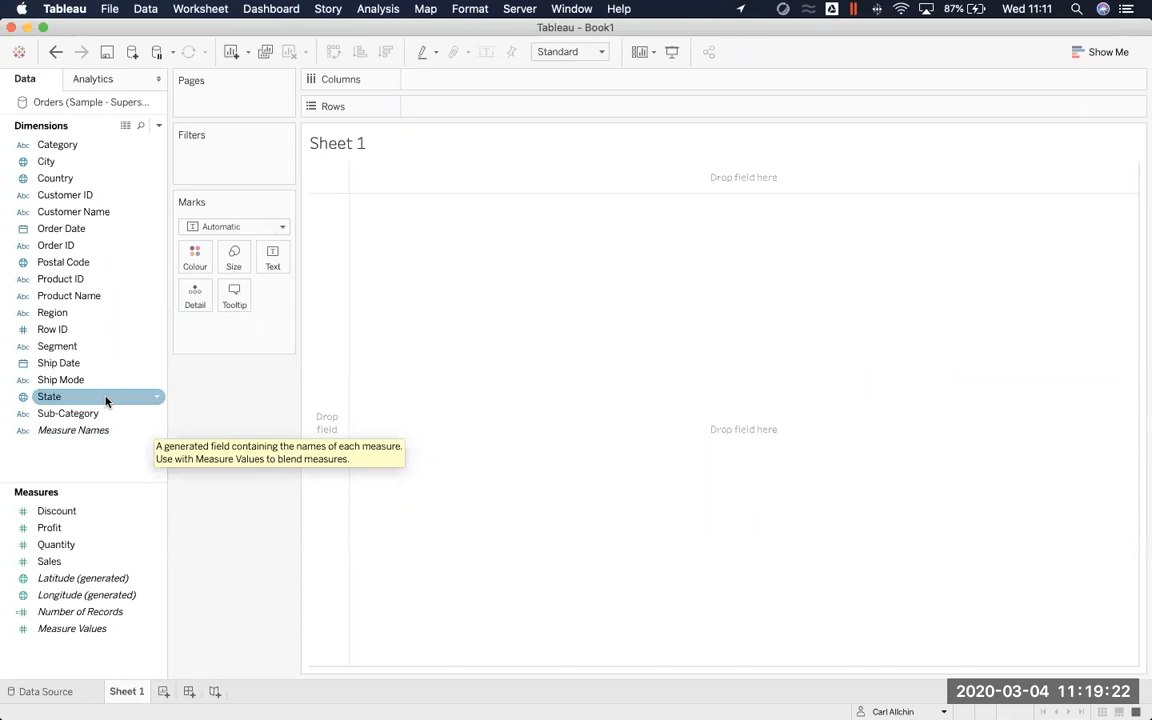 Tableau File Data Worksheet Dashboard Story Analysis Map Format Server Window Help 87% Wed 11:11
Tableau - Book1
Standard Show Me
Data Analytics Pages Columns
Orders (Sample - Supers... Rows
Dimensions Filters
Category
City
Country
Customer ID
Customer Name
Order Date
Order ID
Postal Code
Product ID
Product Name
Region
Row ID
Segment
Ship Date
Ship Mode
State
Sub-Category
Measure Names
Marks
Automatic
Colour Size Text
Detail Tooltip
Sheet 1
Drop field here
Drop
field
Drop field here
A generated field containing the names of each measure.
Use with Measure Values to blend measures.
Measures
Discount
Profit
Quantity
Sales
Latitude (generated)
Longitude (generated)
Number of Records
Measure Values
Data Source Sheet 1
2020-03-04 11:19:22
Carl Allchin